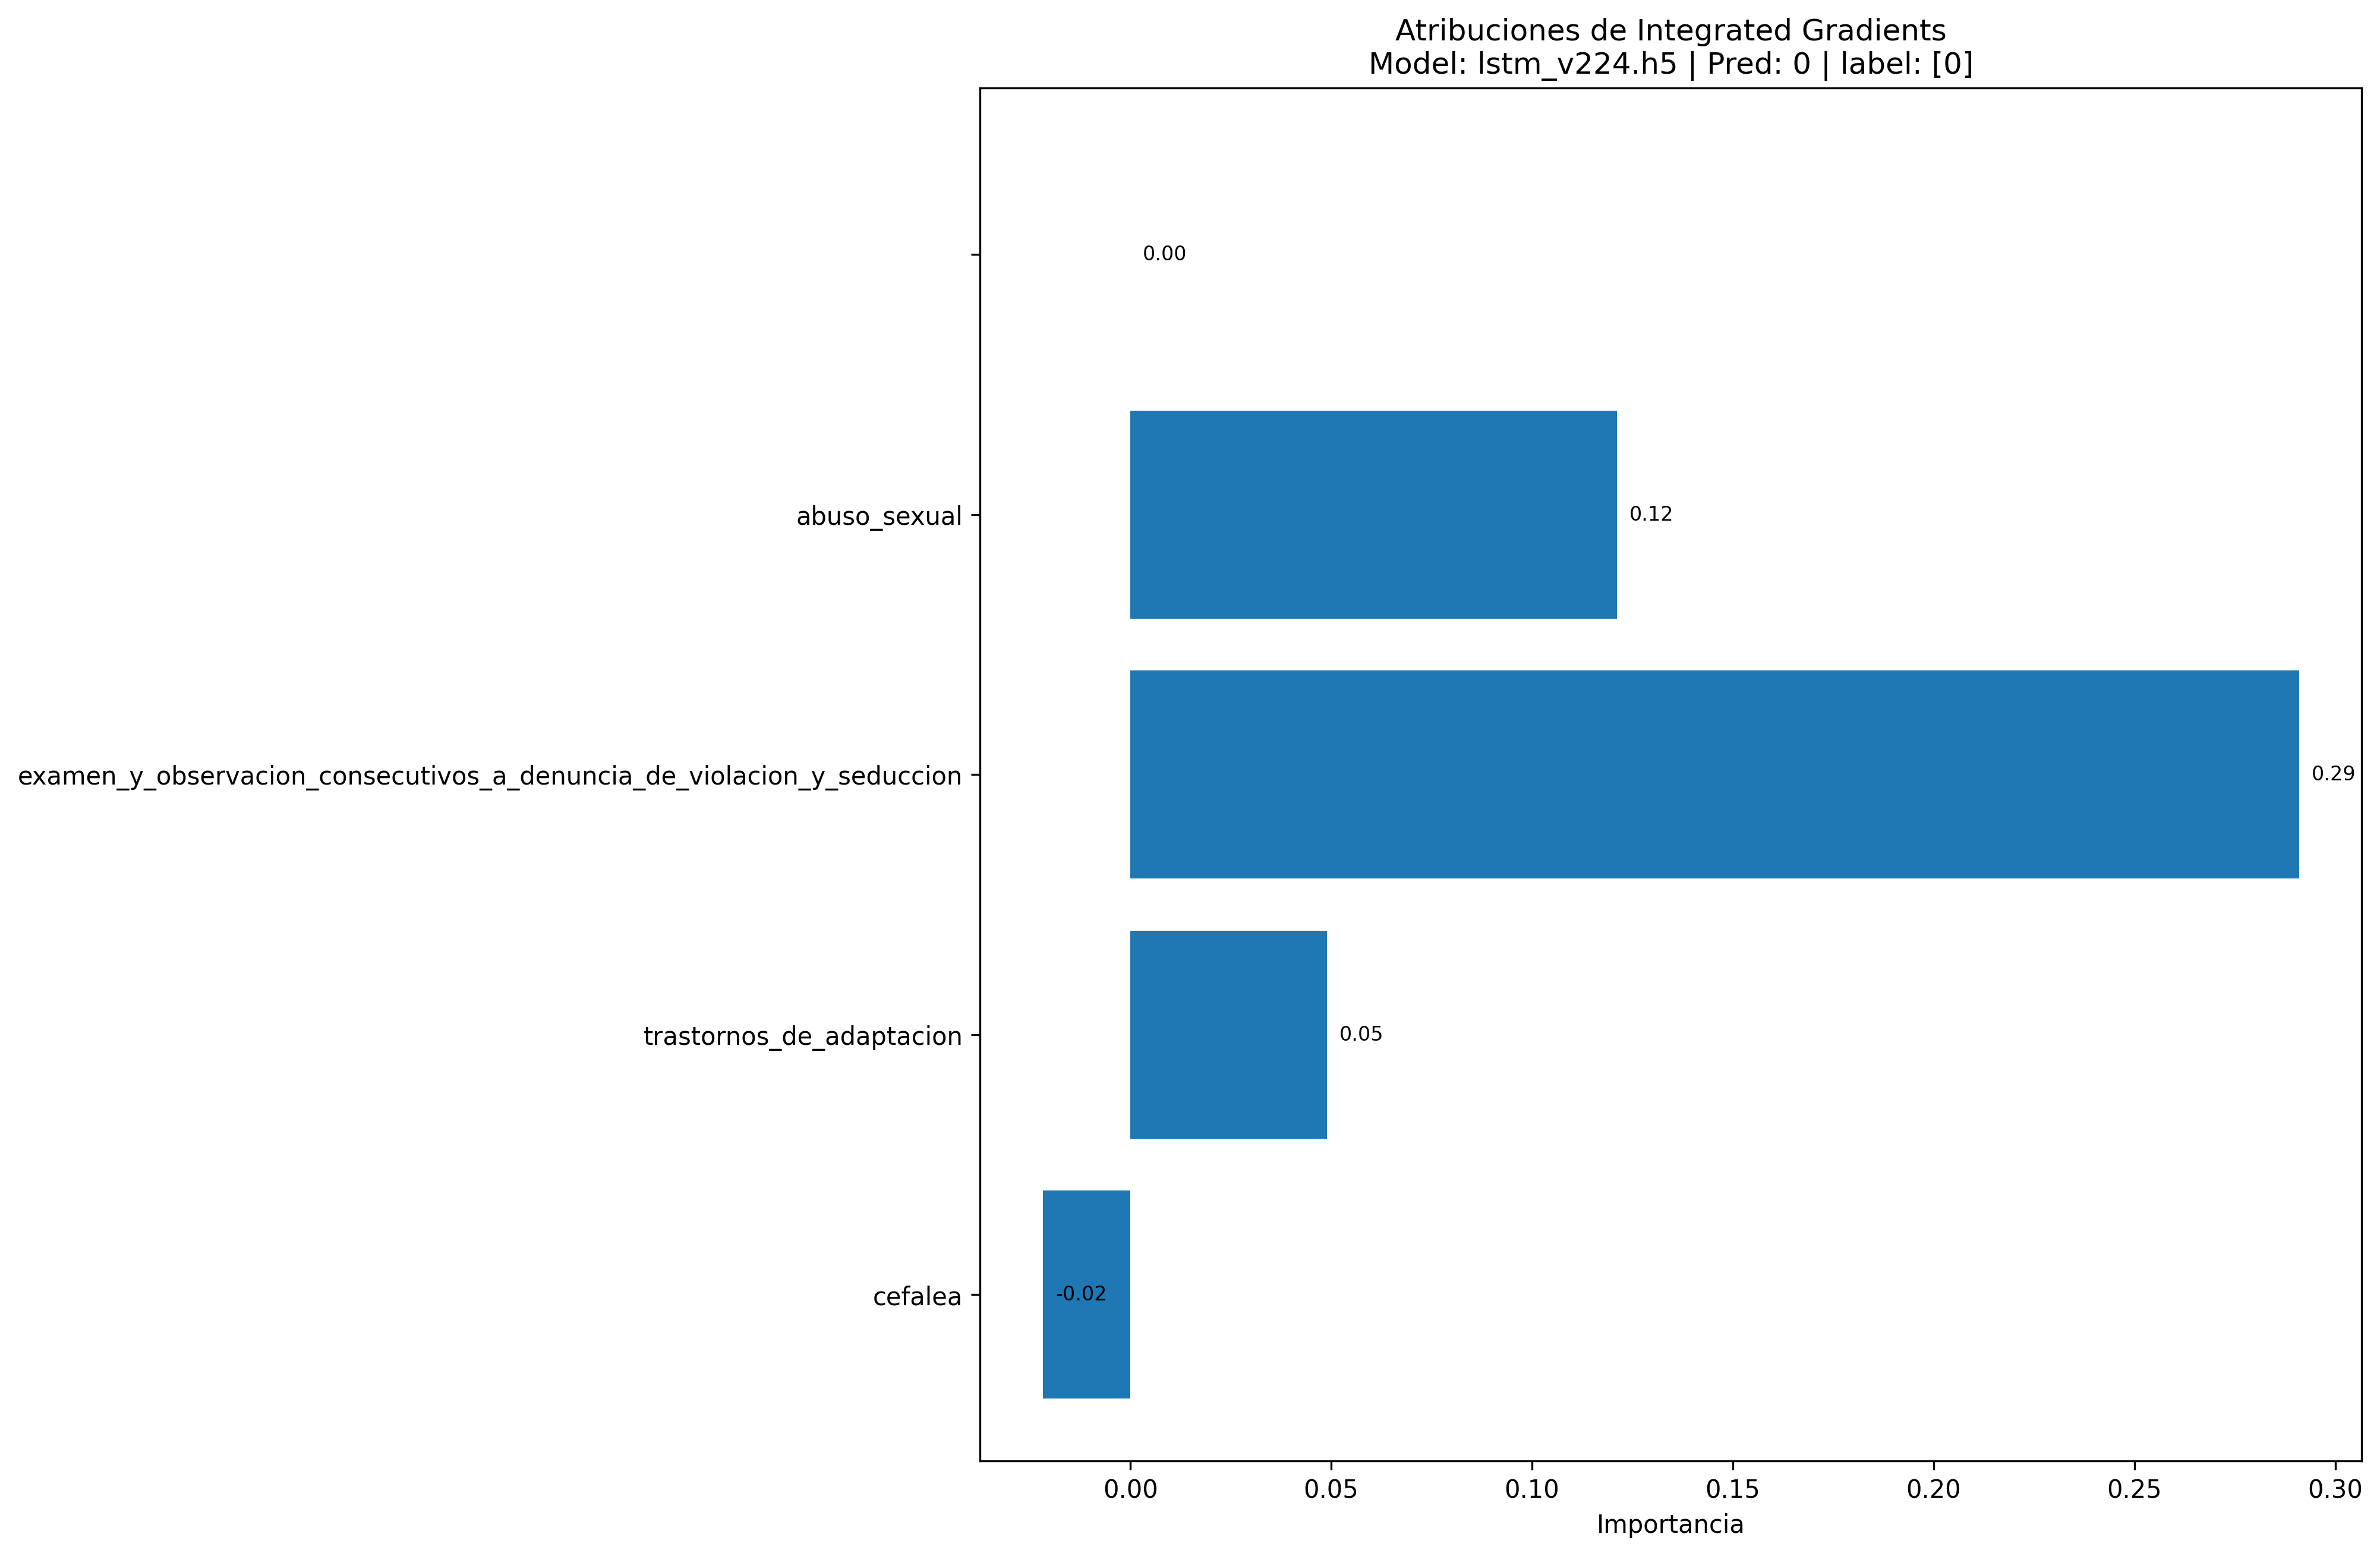 Atribuciones de Integrated Gradients
Model: lstm_v224.h5 | Pred: 0 | label: [0]
0.00
abuso_sexual
0.12
examen_y_observacion_consecutivos_a_denuncia_de_violacion_y_seduccion
0.29
trastornos_de_adaptacion
0.05
cefalea
-0.02
0.00 0.05 0.10 0.15 0.20 0.25 0.30
Importancia